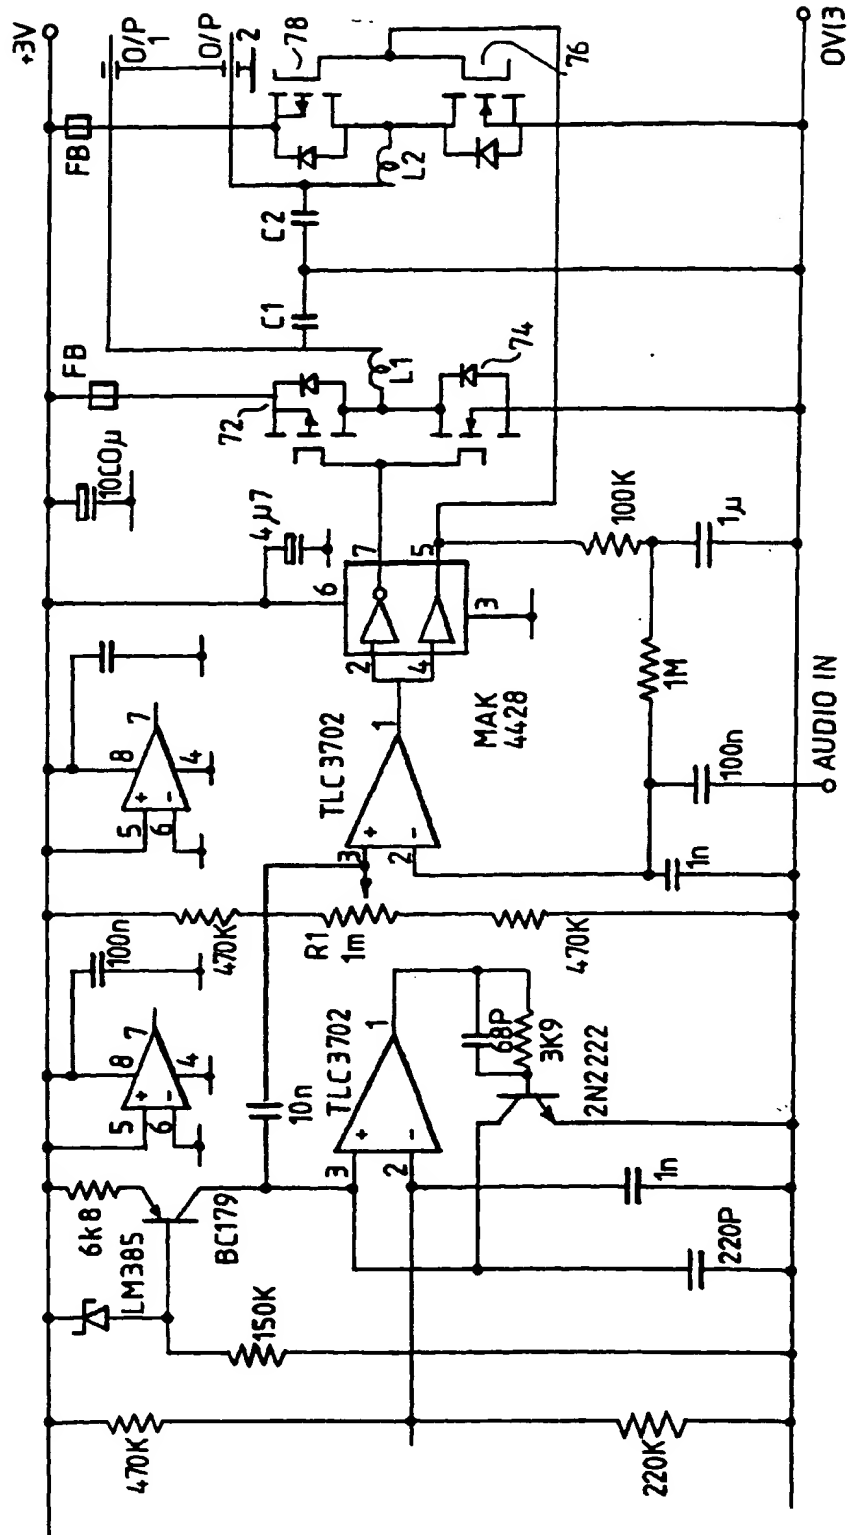 +3V
O/P
1
O/P
2
78
76
0V13
FB
C2
L2
C1
FB
L1
72
74
10C0µ
4µ7
6
7
5
3
2
4
100K
1µ
1M
MAK
4428
AUDIO IN
100n
1n
8
7
4
5
6
+
-
TLC3702
1
3
2
+
-
R1
1m
470K
470K
100n
8
7
4
5
6
+
-
10n
TLC3702
1
3
2
+
-
68P
3K9
2N2222
1n
220P
6k8
BC179
LM385
150K
470K
220K